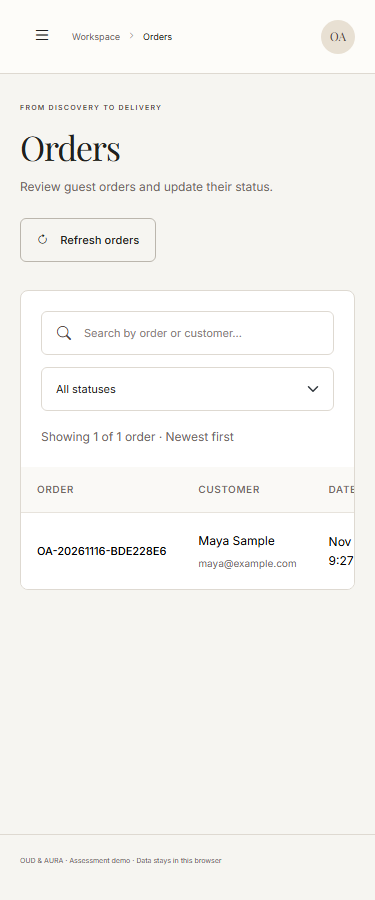 Workspace > Orders
OA
FROM DISCOVERY TO DELIVERY
Orders
Review guest orders and update their status.
Refresh orders
Search by order or customer...
All statuses
Showing 1 of 1 order · Newest first
ORDER CUSTOMER DATE
OA-20261116-BDE228E6 Maya Sample Nov
maya@example.com 9:27
OUD & AURA · Assessment demo · Data stays in this browser